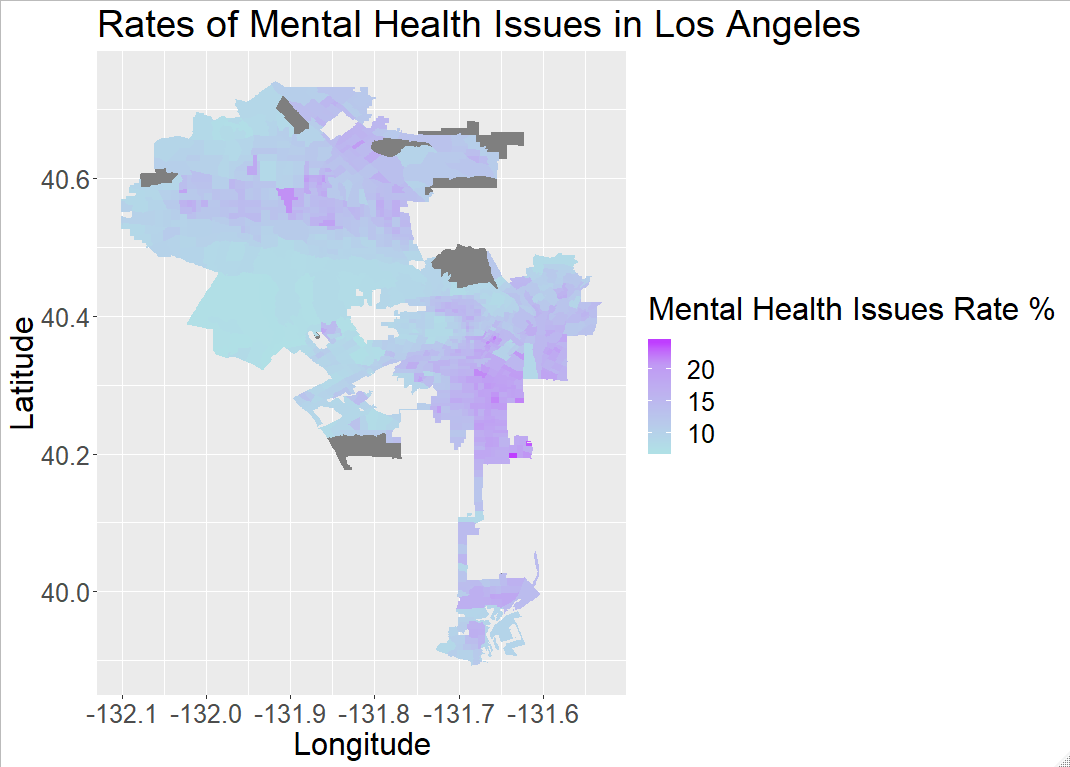 Rates of Mental Health Issues in Los Angeles
40.6
40.4
40.2
40.0
Latitude
-132.1 -132.0 -131.9 -131.8 -131.7 -131.6
Longitude
Mental Health Issues Rate %
20
15
10